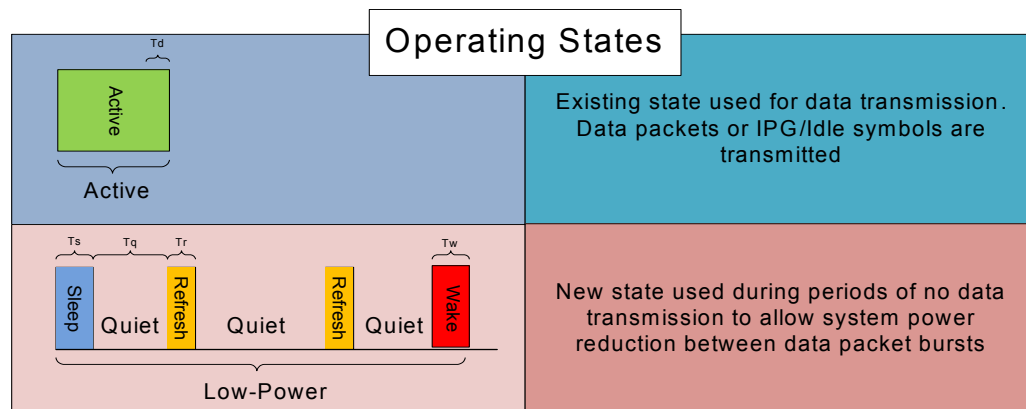 Operating States
Td
Active
Active
Existing state used for data transmission.
Data packets or IPG/Idle symbols are
transmitted
Ts
Tq
Tr
Tw
Sleep
Quiet
Refresh
Quiet
Refresh
Quiet
Wake
Low-Power
New state used during periods of no data
transmission to allow system power
reduction between data packet bursts